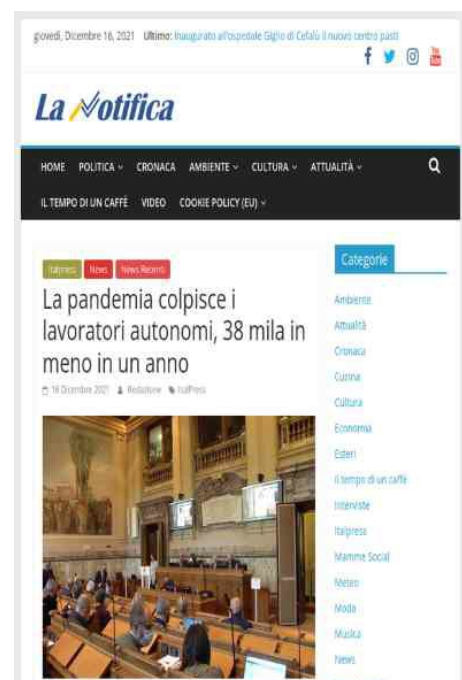 giovedì, Dicembre 16, 2021 Ultimo: Inaugurato all'ospedale Giglio di Cefalù il nuovo centro pasti
La Notifica
HOME POLITICA CRONACA AMBIENTE CULTURA ATTUALITÀ
IL TEMPO DI UN CAFFÈ VIDEO COOKIE POLICY (EU)
Italpress News News Recenti
La pandemia colpisce i
lavoratori autonomi, 38 mila in
meno in un anno
16 Dicembre 2021 Redazione ItalPress
Categorie
Ambiente
Attualità
Cronaca
Cucina
Cultura
Economia
Esteri
Il tempo di un caffè
Interviste
Italpress
Mamme Social
Meteo
Moda
Musica
News